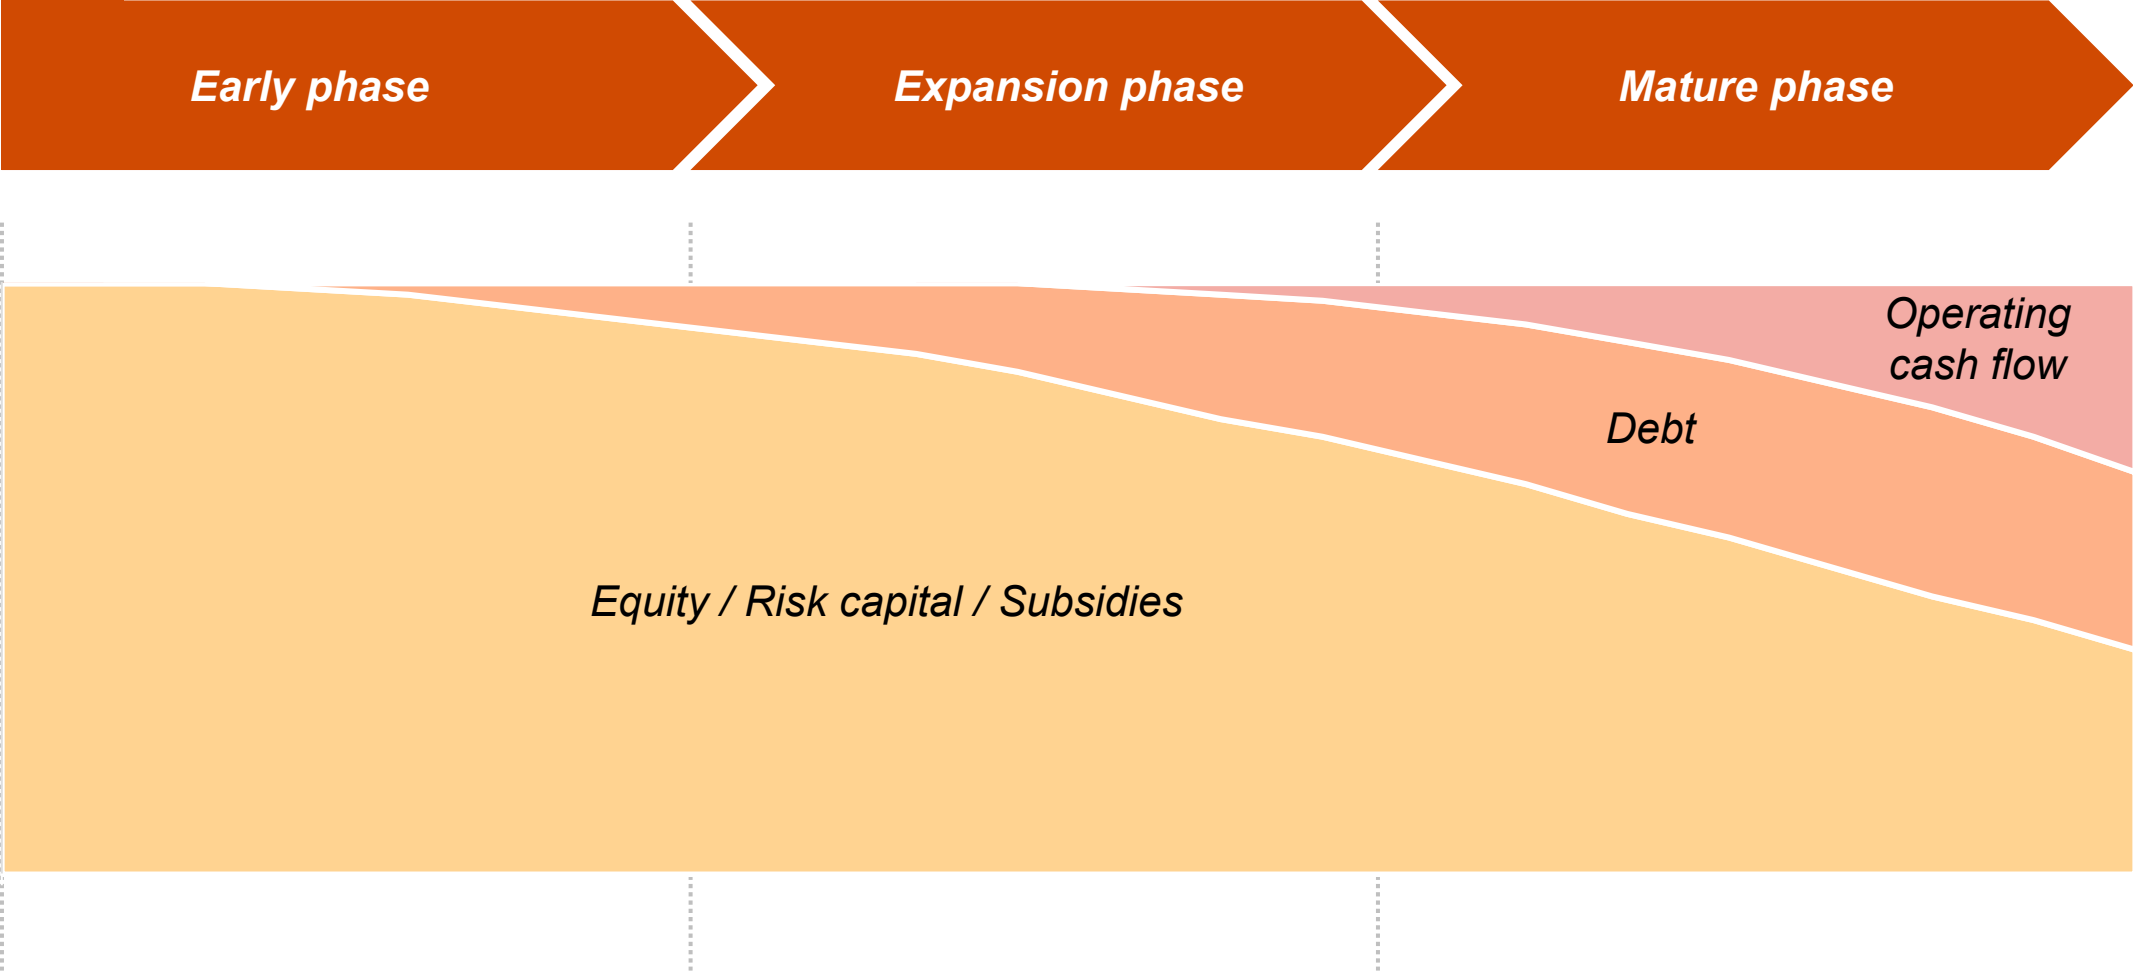 Early phase
Expansion phase
Mature phase
Operating
cash flow
Debt
Equity / Risk capital / Subsidies